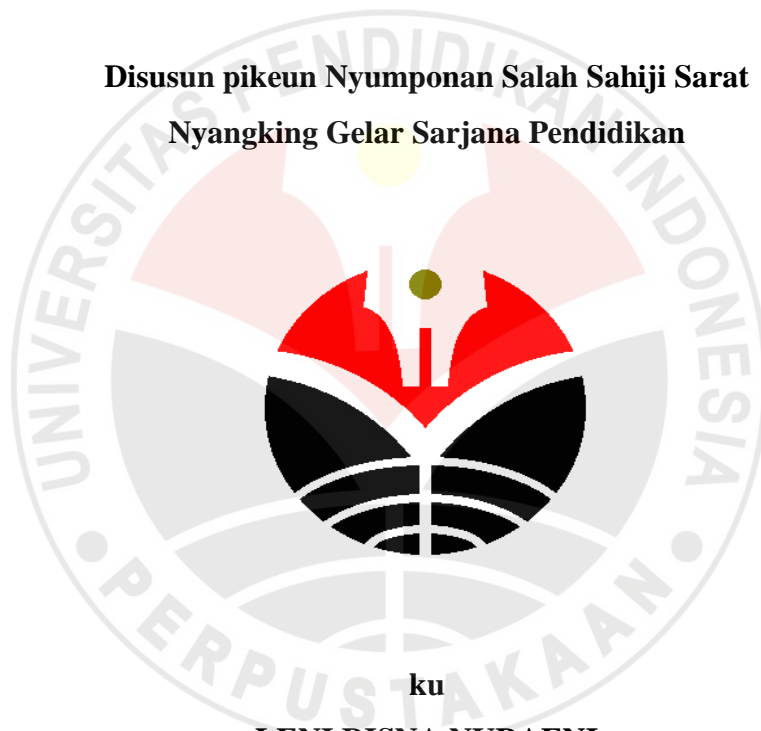 Disusun pikeun Nyumponan Salah Sahiji Sarat
Nyangking Gelar Sarjana Pendidikan
UNIVERSITAS PENDIDIKAN INDONESIA
PERPUSTAKAAN
ku